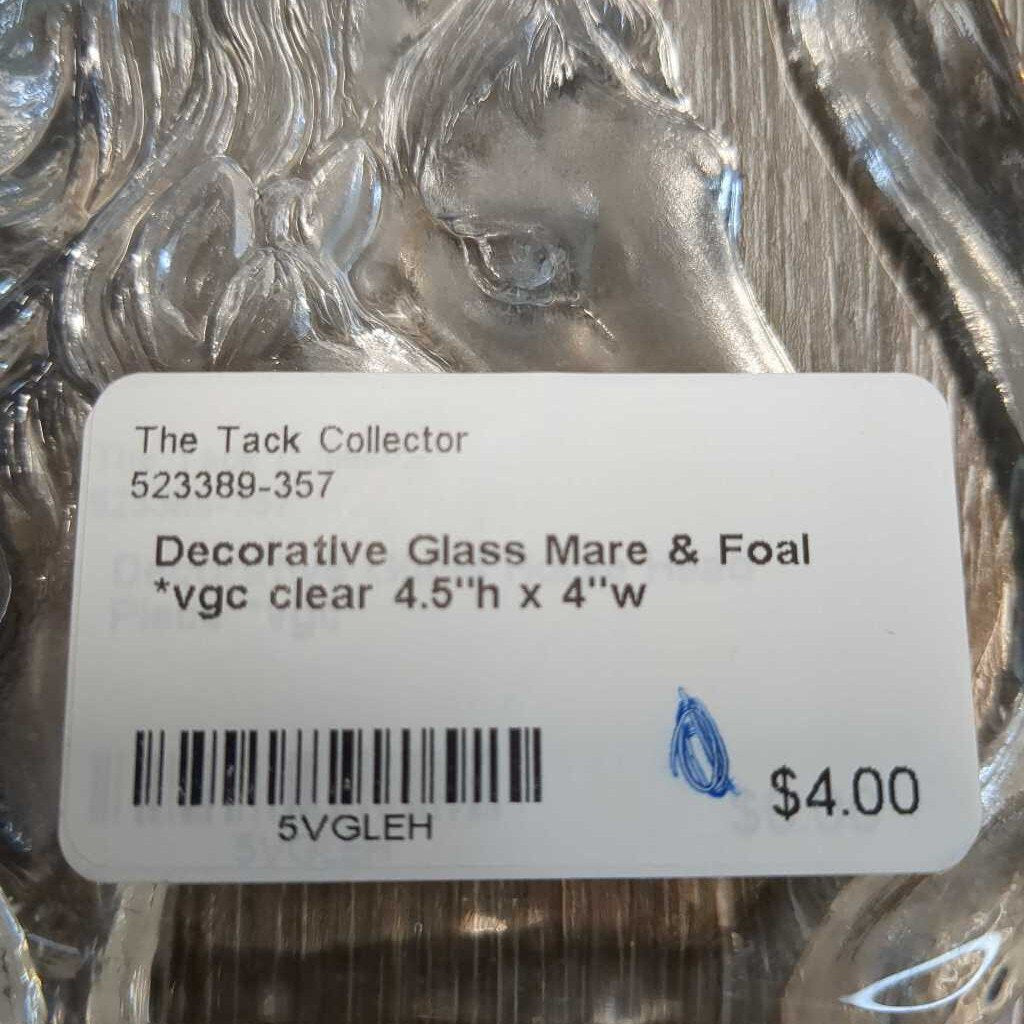 The Tack Collector
523389-357
Decorative Glass Mare & Foal
*vgc clear 4.5"h x 4"w
5VGLEH
$4.00